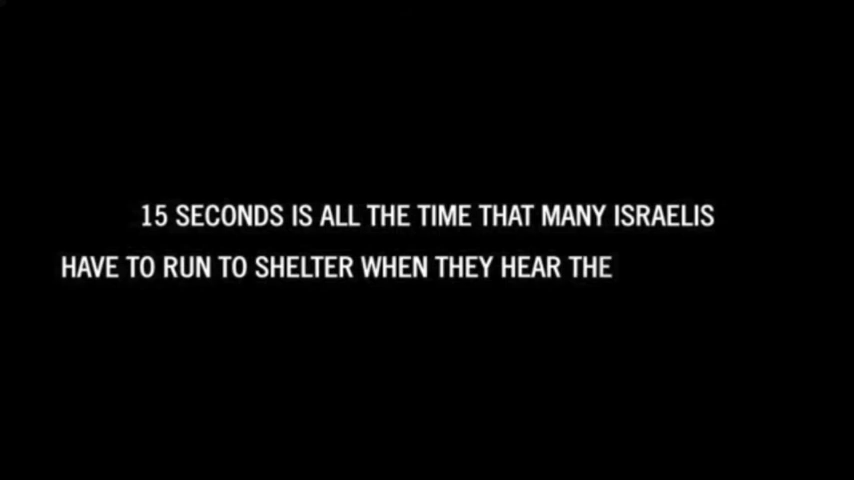 15 SECONDS IS ALL THE TIME THAT MANY ISRAELIS
HAVE TO RUN TO SHELTER WHEN THEY HEAR THE